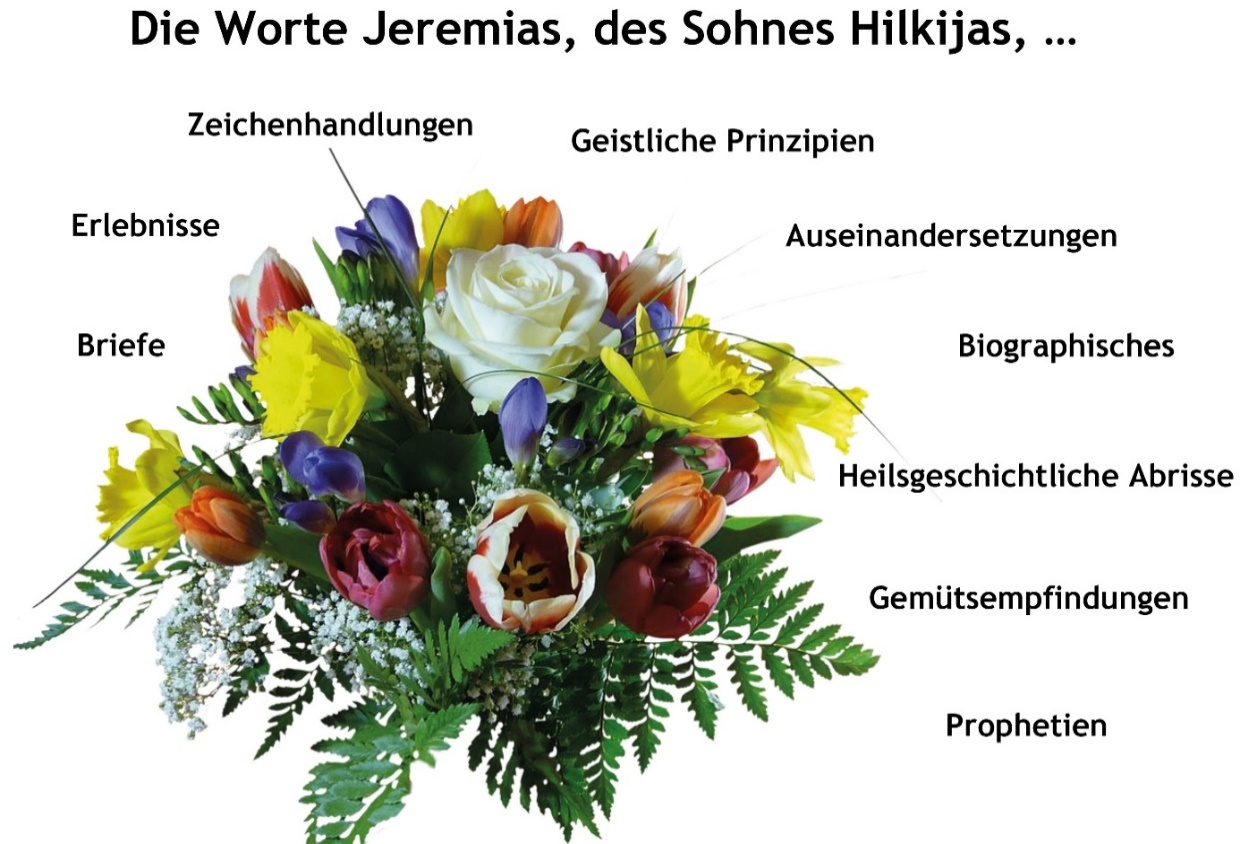 Die Worte Jeremias, des Sohnes Hilkijas, …
Zeichenhandlungen
Geistliche Prinzipien
Erlebnisse
Auseinandersetzungen
Briefe
Biographisches
Heilsgeschichtliche Abrisse
Gemütsempfindungen
Prophetien